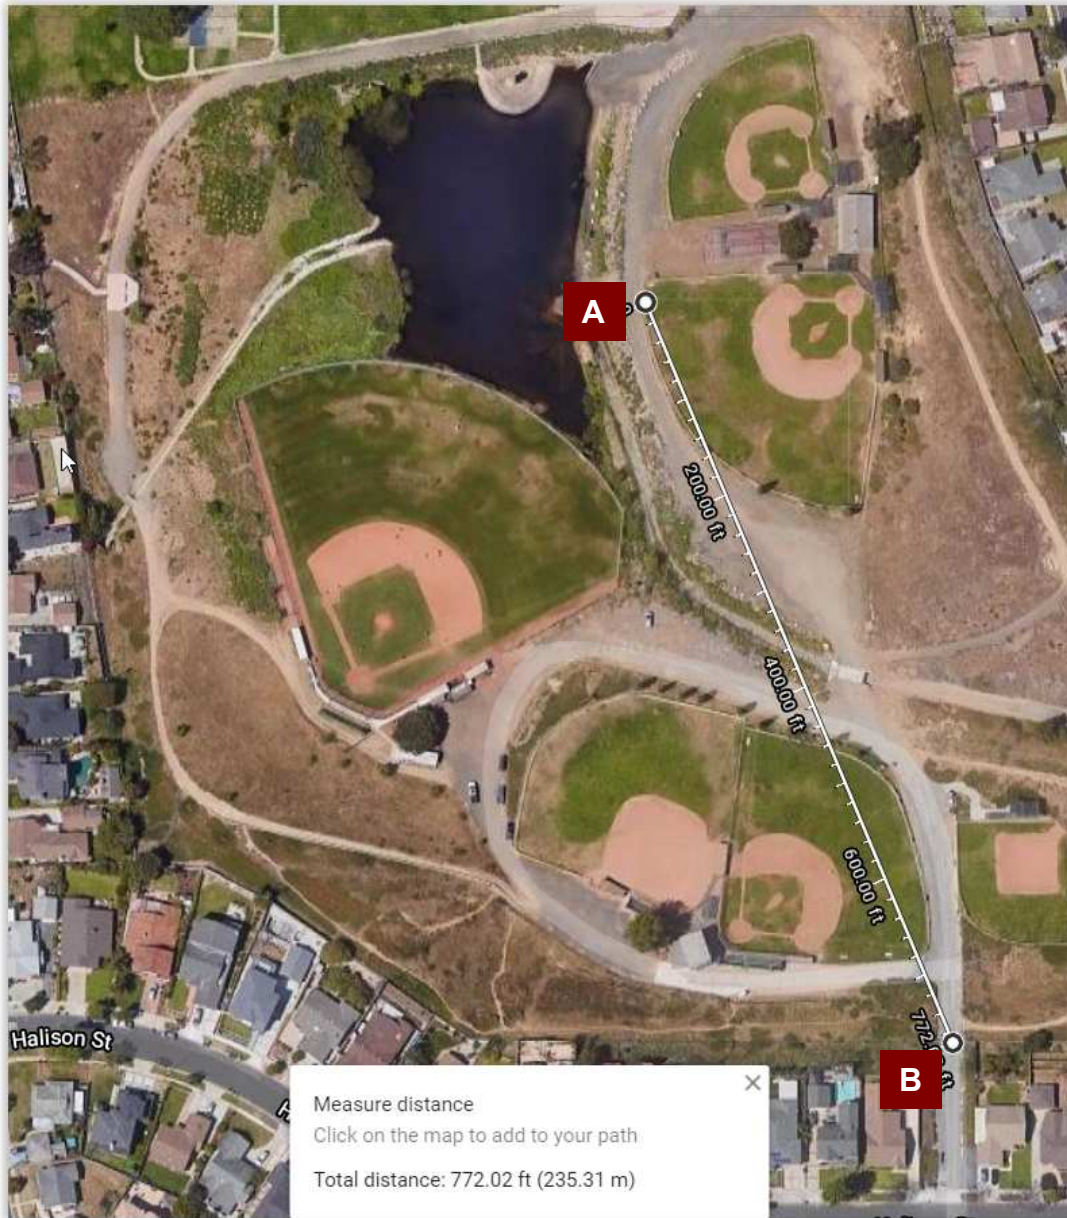 A
200.00 ft
400.00 ft
600.00 ft
B
Halison St
Measure distance
Click on the map to add to your path
Total distance: 772.02 ft (235.31 m)